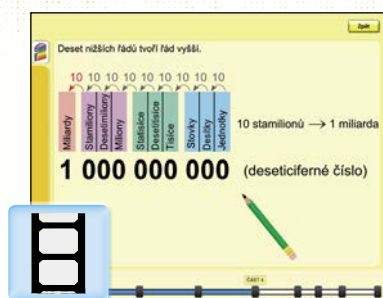 Zpět
Deset nižších řádů tvoří řád vyšší.
10 10 10 10 10 10 10 10 10
Miliardy
Stamiliony
Desetimiliony
Miliony
Statisíce
Desetitisíce
Tisíce
Stovky
Desítky
Jednotky
10 stamilionů → 1 miliarda
1 000 000 000 (deseticiferné číslo)
ČÁST 4